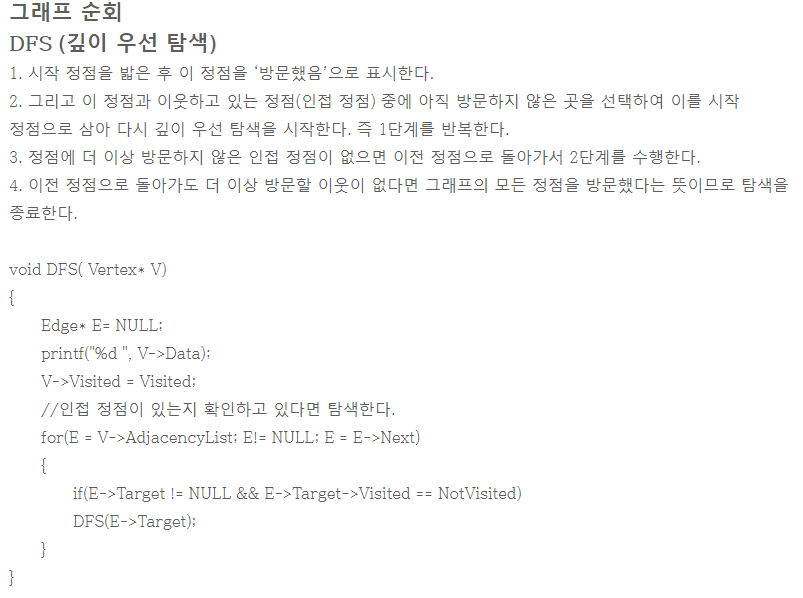 그래프 순회
DFS (깊이 우선 탐색)
1. 시작 정점을 밟은 후 이 정점을 ‘방문했음’으로 표시한다.
2. 그리고 이 정점과 이웃하고 있는 정점(인접 정점) 중에 아직 방문하지 않은 곳을 선택하여 이를 시작
정점으로 삼아 다시 깊이 우선 탐색을 시작한다. 즉 1단계를 반복한다.
3. 정점에 더 이상 방문하지 않은 인접 정점이 없으면 이전 정점으로 돌아가서 2단계를 수행한다.
4. 이전 정점으로 돌아가도 더 이상 방문할 이웃이 없다면 그래프의 모든 정점을 방문했다는 뜻이므로 탐색을
종료한다.
void DFS( Vertex* V)
{
Edge* E= NULL;
printf("%d ", V->Data);
V->Visited = Visited;
//인접 정점이 있는지 확인하고 있다면 탐색한다.
for(E = V->AdjacencyList; E!= NULL; E = E->Next)
{
if(E->Target != NULL && E->Target->Visited == NotVisited)
DFS(E->Target);
}
}